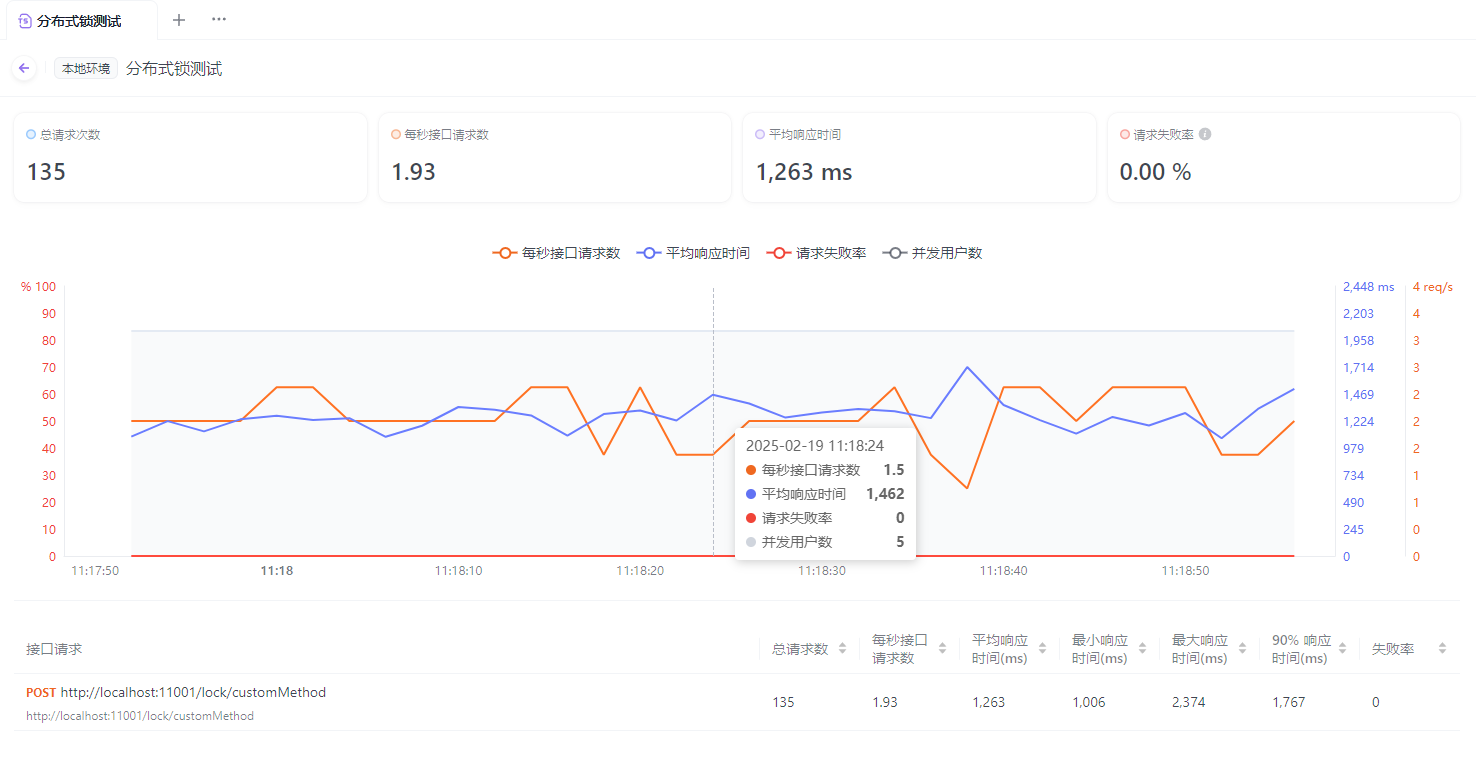 分布式锁测试
本地环境 分布式锁测试
总请求次数 每秒接口请求数 平均响应时间 请求失败率
135 1.93 1,263 ms 0.00 %
每秒接口请求数 平均响应时间 请求失败率 并发用户数
% 100 2,448 ms 4 req/s
90 2,203 4
80 1,958 3
70 1,714 3
60 1,469 2
50 1,224 2
40 979 2
30 734 1
20 490 1
10 245 0
0 0 0
2025-02-19 11:18:24
每秒接口请求数 1.5
平均响应时间 1,462
请求失败率 0
并发用户数 5
11:17:50 11:18 11:18:10 11:18:20 11:18:30 11:18:40 11:18:50
接口请求 总请求数 每秒接口请求数 平均响应时间(ms) 最小响应时间(ms) 最大响应时间(ms) 90% 响应时间(ms) 失败率
POST http://localhost:11001/lock/customMethod 135 1.93 1,263 1,006 2,374 1,767 0
http://localhost:11001/lock/customMethod